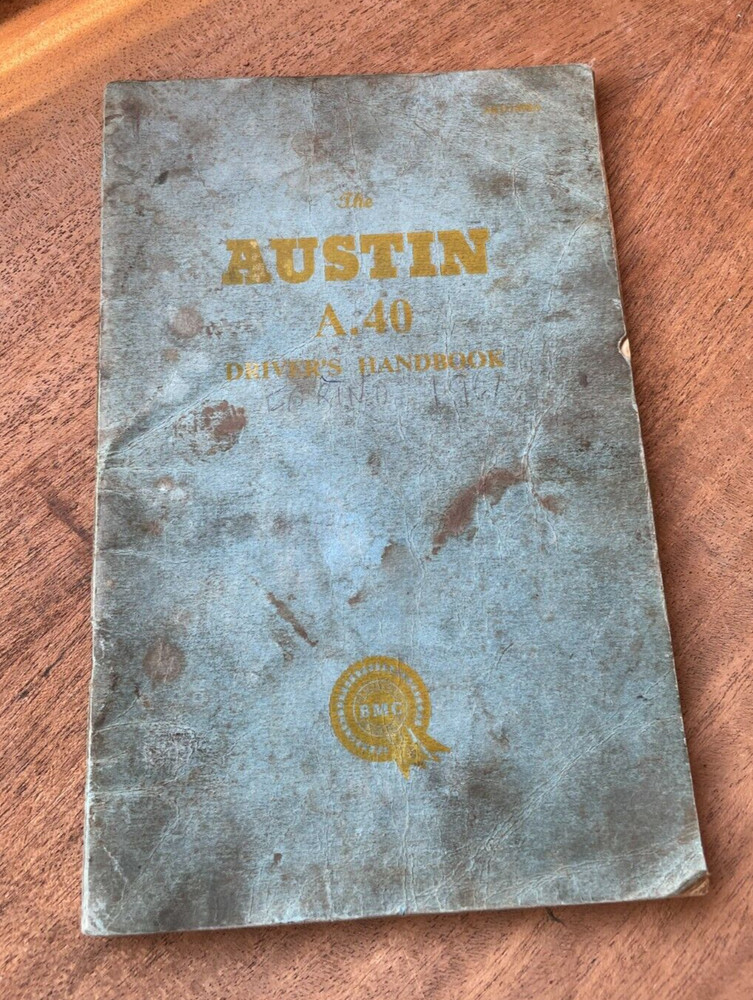 The
AUSTIN
A.40
DRIVER'S HANDBOOK
BMC